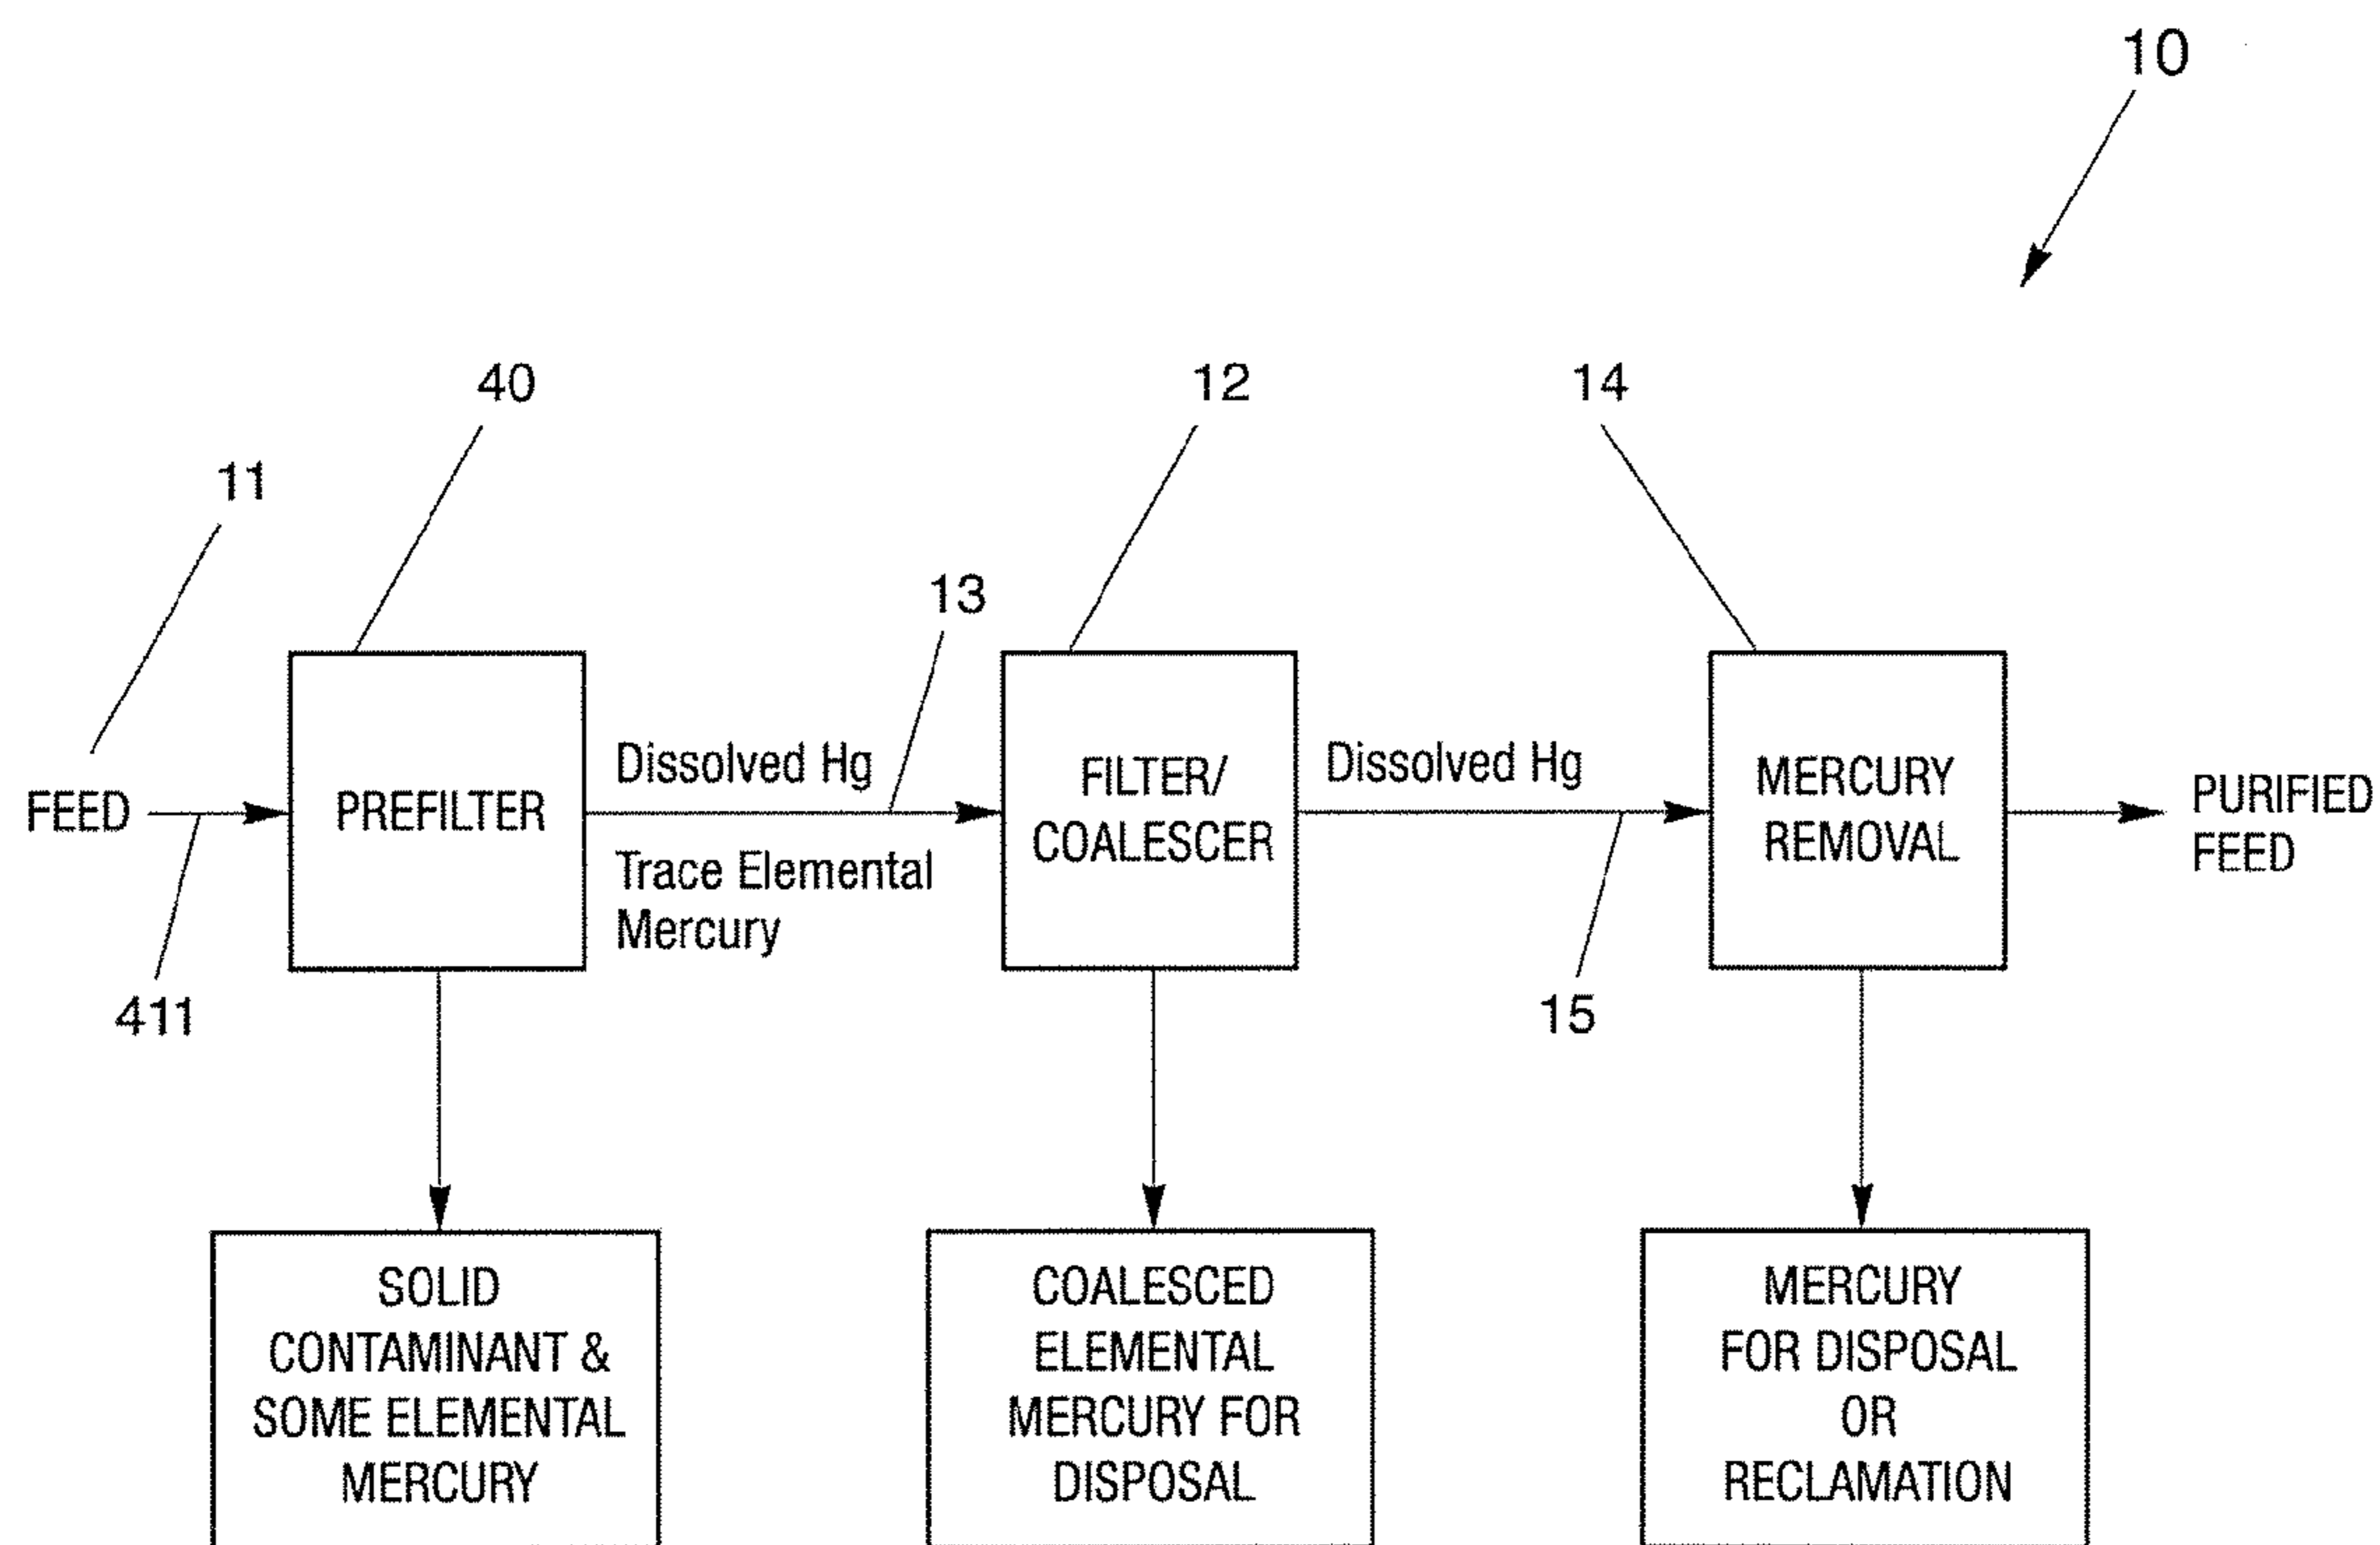 10
40
12
14
11
13
Dissolved Hg
Dissolved Hg
FEED
PREFILTER
FILTER/
COALESCER
MERCURY
REMOVAL
PURIFIED
FEED
Trace Elemental
Mercury
411
15
SOLID
CONTAMINANT &
SOME ELEMENTAL
MERCURY
COALESCED
ELEMENTAL
MERCURY FOR
DISPOSAL
MERCURY
FOR DISPOSAL
OR
RECLAMATION